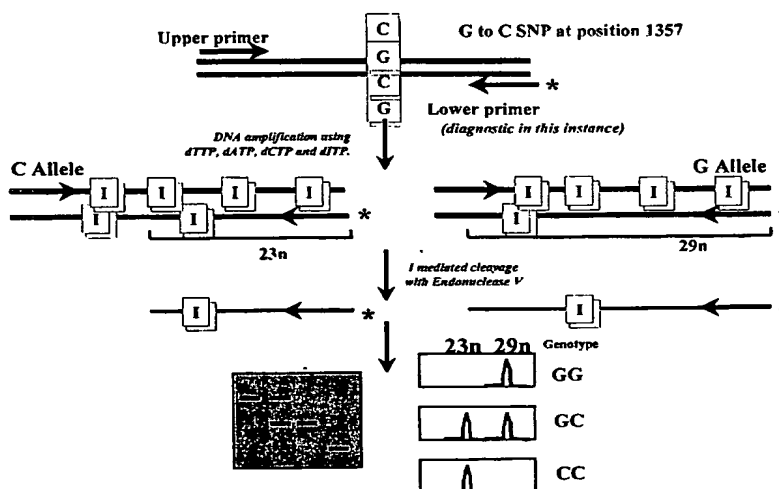 C
Upper primer
G to C SNP at position 1357
G
C
*
G
Lower primer
(diagnostic in this instance)
DNA amplification using
dTTP, dATP, dCTP and dITP.
C Allele
G Allele
I I I I
I I I I
I I
*
I
23n
29n
I mediated cleavage
with Endonuclease V
I
*
I
23n 29n Genotype
GG
GC
CC